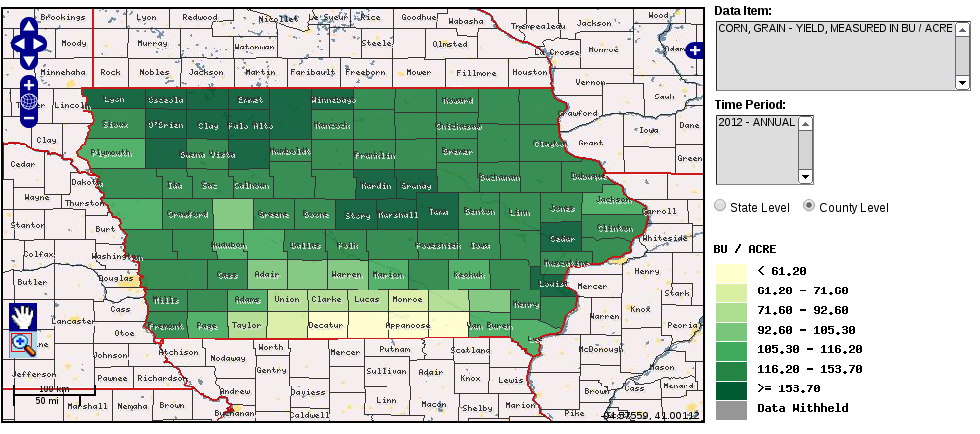 Brookings Lyon Redwood Nicollet Le Sueur Rice Goodhue Wabasha Trempealeau Jackson Wood
Moody Murray Watonwan Steele Olmsted La Crosse Monroe Adams
Minnehaha Rock Nobles Jackson Martin Faribault Freeborn Mower Fillmore Houston Vernon
Lincoln Lyon Osceola Emmet Winnebago Howard Crawford Sauk
Clay Sioux O'Brien Clay Palo Alto Hancock Chickasaw Clayton Grant Iowa Dane
Cedar Plymouth Buena Vista Humboldt Franklin Bremer Green
Dakota Ida Sac Calhoun Hardin Grundy Buchanan Dubuque
Wayne Thurston Crawford Greene Boone Story Marshall Tama Benton Linn Jones Jackson Carroll
Stanton Burt Audubon Dallas Polk Poweshiek Iowa Cedar Clinton Whiteside
Colfax Washington Cass Adair Warren Marion Keokuk Muscatine Henry
Butler Douglas Mills Adams Union Clarke Lucas Monroe Henry Louisa Mercer Stark
Cass Fremont Page Taylor Decatur Appanoose Van Buren Lee Warren Knox
Lancaster Otoe Atchison Worth Mercer Putnam Scotland McDonough Peoria
Johnson Nodaway Gentry Sullivan Adair Knox Lewis Mason
Jefferson Pawnee Richardson Andrew Daviess Linn Macon Shelby Marion Brown Cass Menard
100 km
50 mi
Marshall Nemaha Brown Buchanan Caldwell Pike
Data Item:
CORN, GRAIN - YIELD, MEASURED IN BU / ACRE
Time Period:
2012 - ANNUAL
State Level County Level
BU / ACRE
< 61.20
61.20 - 71.60
71.60 - 92.60
92.60 - 105.30
105.30 - 116.20
116.20 - 153.70
>= 153.70
Data Withheld